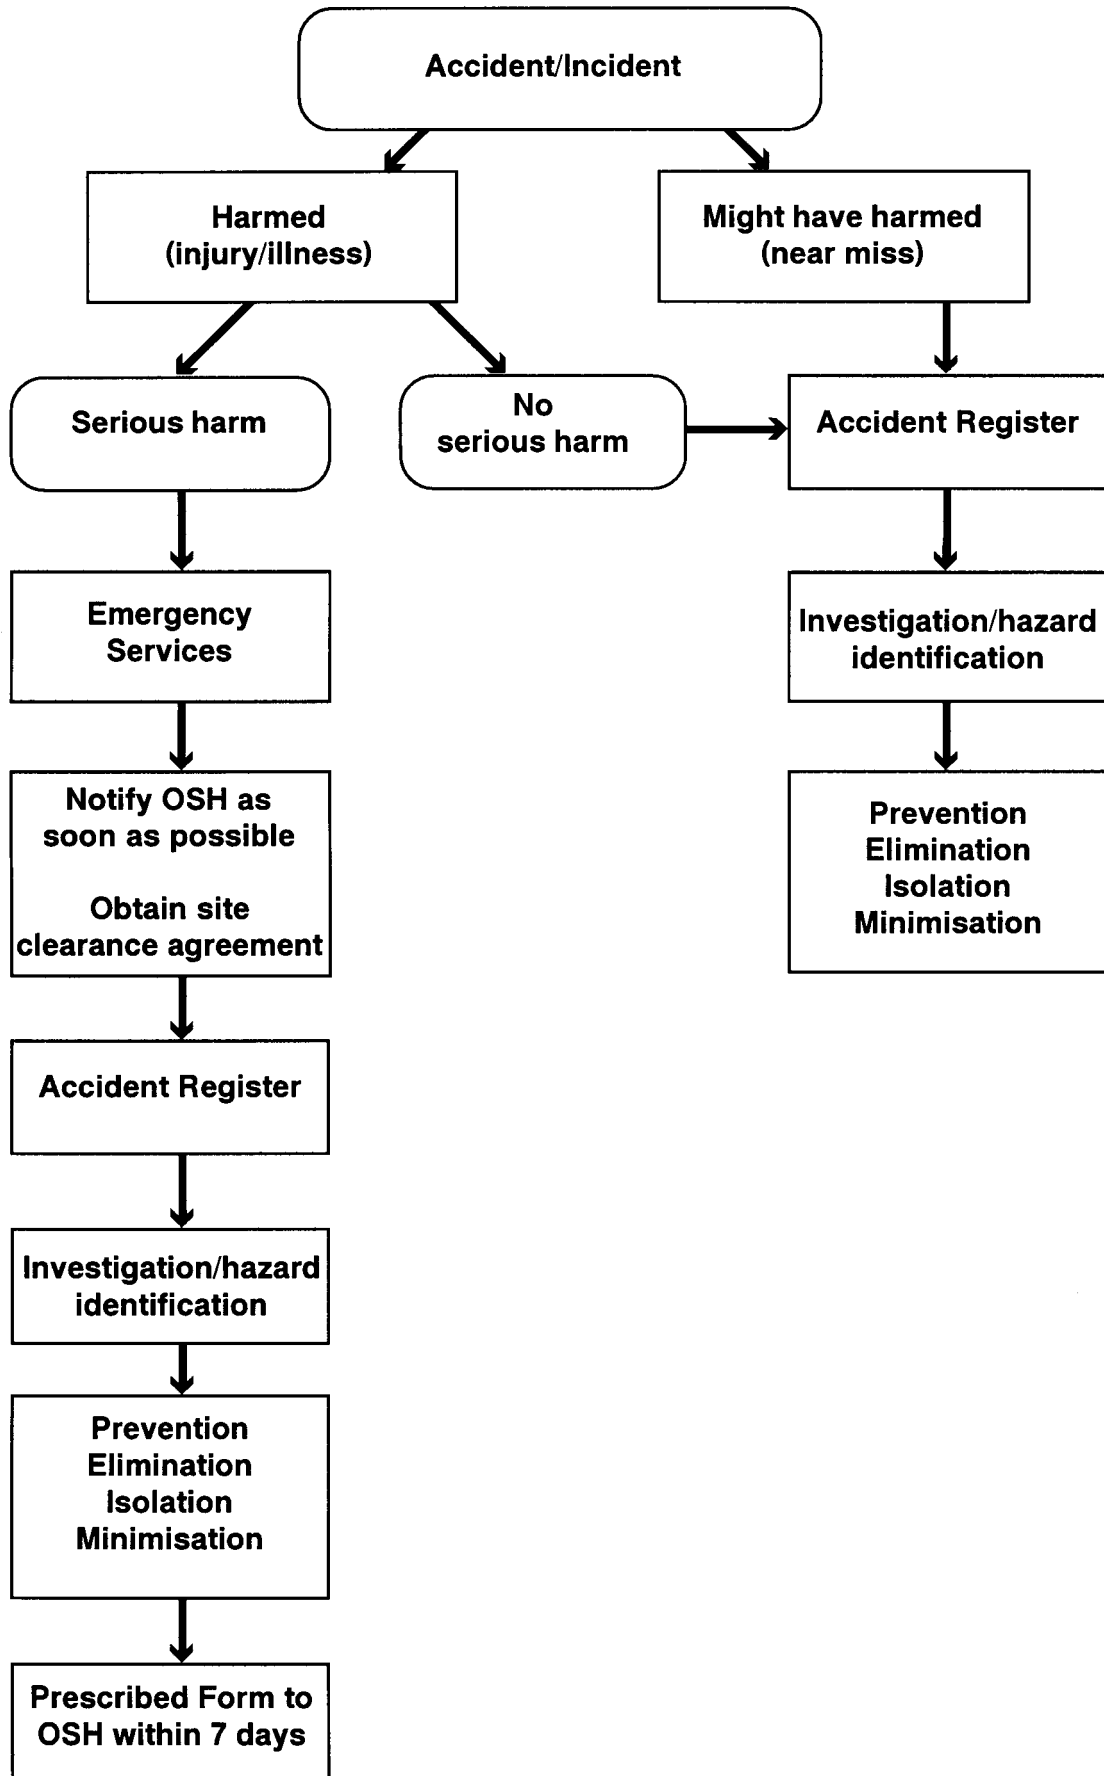 Accident/Incident
Harmed
(injury/illness)
Might have harmed
(near miss)
Serious harm
No
serious harm
Accident Register
Emergency
Services
Investigation/hazard
identification
Notify OSH as
soon as possible
Obtain site
clearance agreement
Prevention
Elimination
Isolation
Minimisation
Accident Register
Investigation/hazard
identification
Prevention
Elimination
Isolation
Minimisation
Prescribed Form to
OSH within 7 days